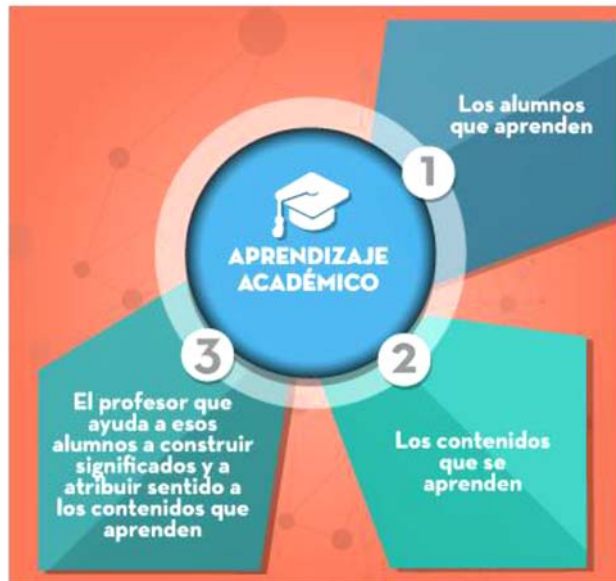 APRENDIZAJE
ACADÉMICO
1
Los alumnos
que aprenden
2
Los contenidos
que se
aprenden
3
El profesor que
ayuda a esos
alumnos a construir
significados y a
atribuir sentido a
los contenidos que
aprenden